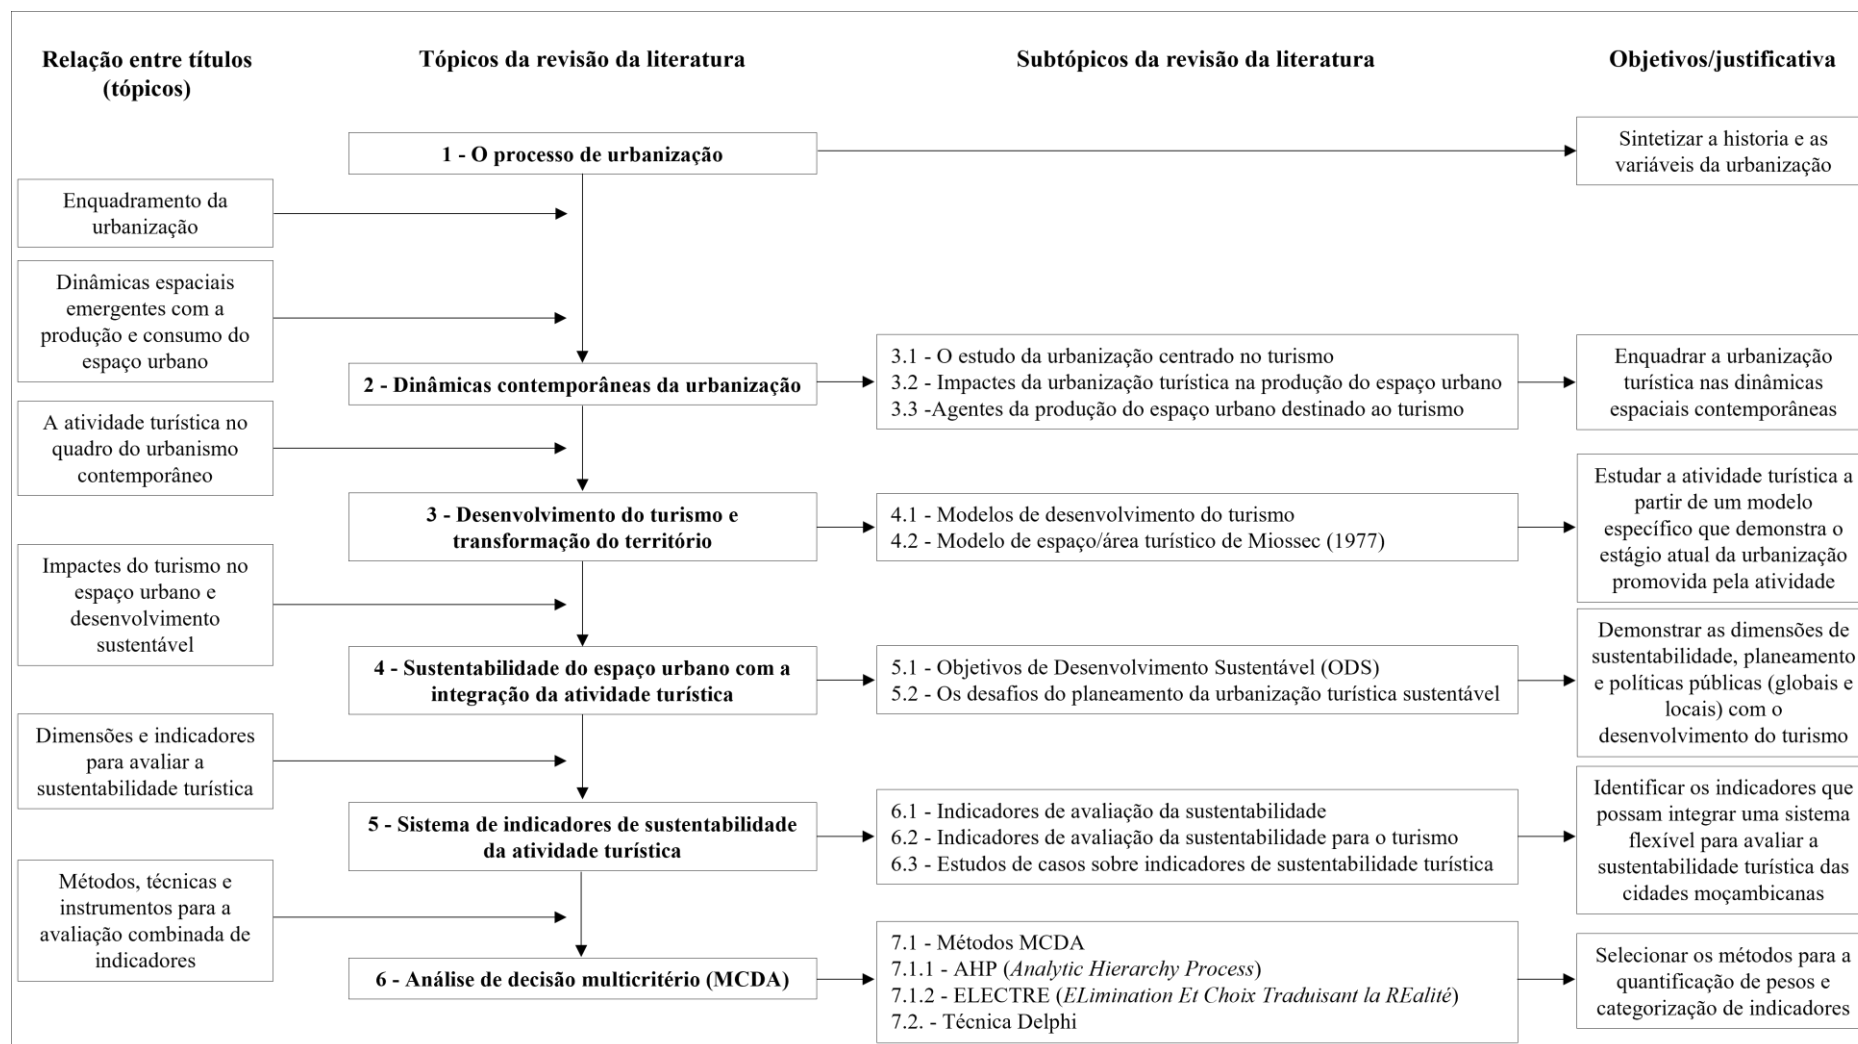 Relação entre títulos
(tópicos)
Tópicos da revisão da literatura
Subtópicos da revisão da literatura
Objetivos/justificativa
1 - O processo de urbanização
Sintetizar a historia e as
variáveis da urbanização
Enquadramento da
urbanização
Dinâmicas espaciais
emergentes com a
produção e consumo do
espaço urbano
2 - Dinâmicas contemporâneas da urbanização
3.1 - O estudo da urbanização centrado no turismo
3.2 - Impactes da urbanização turística na produção do espaço urbano
3.3 -Agentes da produção do espaço urbano destinado ao turismo
Enquadrar a urbanização
turística nas dinâmicas
espaciais contemporâneas
A atividade turística no
quadro do urbanismo
contemporâneo
3 - Desenvolvimento do turismo e
transformação do território
4.1 - Modelos de desenvolvimento do turismo
4.2 - Modelo de espaço/área turístico de Miossec (1977)
Estudar a atividade turística a
partir de um modelo
específico que demonstra o
estágio atual da urbanização
promovida pela atividade
Impactes do turismo no
espaço urbano e
desenvolvimento
sustentável
4 - Sustentabilidade do espaço urbano com a
integração da atividade turística
5.1 - Objetivos de Desenvolvimento Sustentável (ODS)
5.2 - Os desafios do planeamento da urbanização turística sustentável
Demonstrar as dimensões de
sustentabilidade, planeamento
e políticas públicas (globais e
locais) com o
desenvolvimento do turismo
Dimensões e indicadores
para avaliar a
sustentabilidade turística
5 - Sistema de indicadores de sustentabilidade
da atividade turística
6.1 - Indicadores de avaliação da sustentabilidade
6.2 - Indicadores de avaliação da sustentabilidade para o turismo
6.3 - Estudos de casos sobre indicadores de sustentabilidade turística
Identificar os indicadores que
possam integrar uma sistema
flexível para avaliar a
sustentabilidade turística das
cidades moçambicanas
Métodos, técnicas e
instrumentos para a
avaliação combinada de
indicadores
6 - Análise de decisão multicritério (MCDA)
7.1 - Métodos MCDA
7.1.1 - AHP (Analytic Hierarchy Process)
7.1.2 - ELECTRE (ELimination Et Choix Traduisant la REalité)
7.2. - Técnica Delphi
Selecionar os métodos para a
quantificação de pesos e
categorização de indicadores